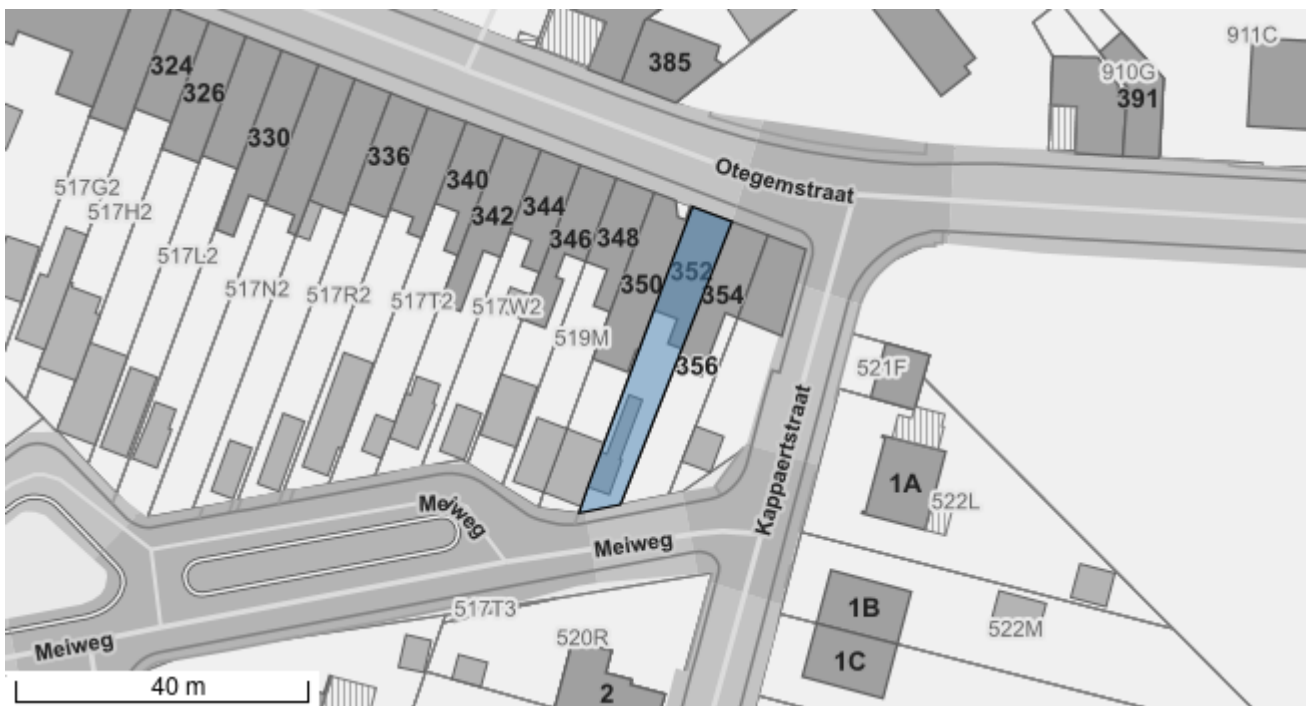 911C
385
910G
391
324
326
330
336
340
342
344
346
348
350
352
354
356
Otegemstraat
517G2
517H2
517L2
517N2
517R2
517T2
517W2
519M
521F
1A
522L
Kappaertstraat
Meiweg
Meiweg
Meiweg
517T3
520R
1B
1C
522M
2
40 m